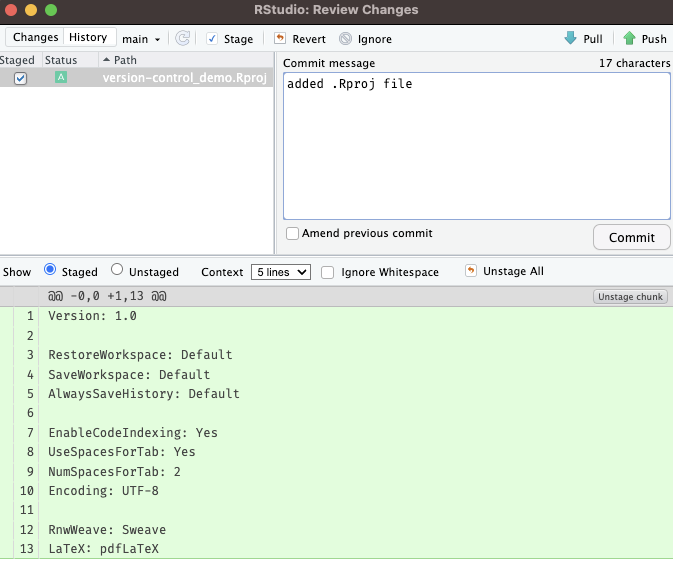 RStudio: Review Changes
Changes History main Stage Revert Ignore Pull Push
Staged Status Path
A version-control_demo.Rproj
Commit message 17 characters
added .Rproj file
Amend previous commit Commit
Show Staged Unstaged Context 5 lines Ignore Whitespace Unstage All
@@ -0,0 +1,13 @@ Unstage chunk
1 Version: 1.0
2
3 RestoreWorkspace: Default
4 SaveWorkspace: Default
5 AlwaysSaveHistory: Default
6
7 EnableCodeIndexing: Yes
8 UseSpacesForTab: Yes
9 NumSpacesForTab: 2
10 Encoding: UTF-8
11
12 RnwWeave: Sweave
13 LaTeX: pdfLaTeX